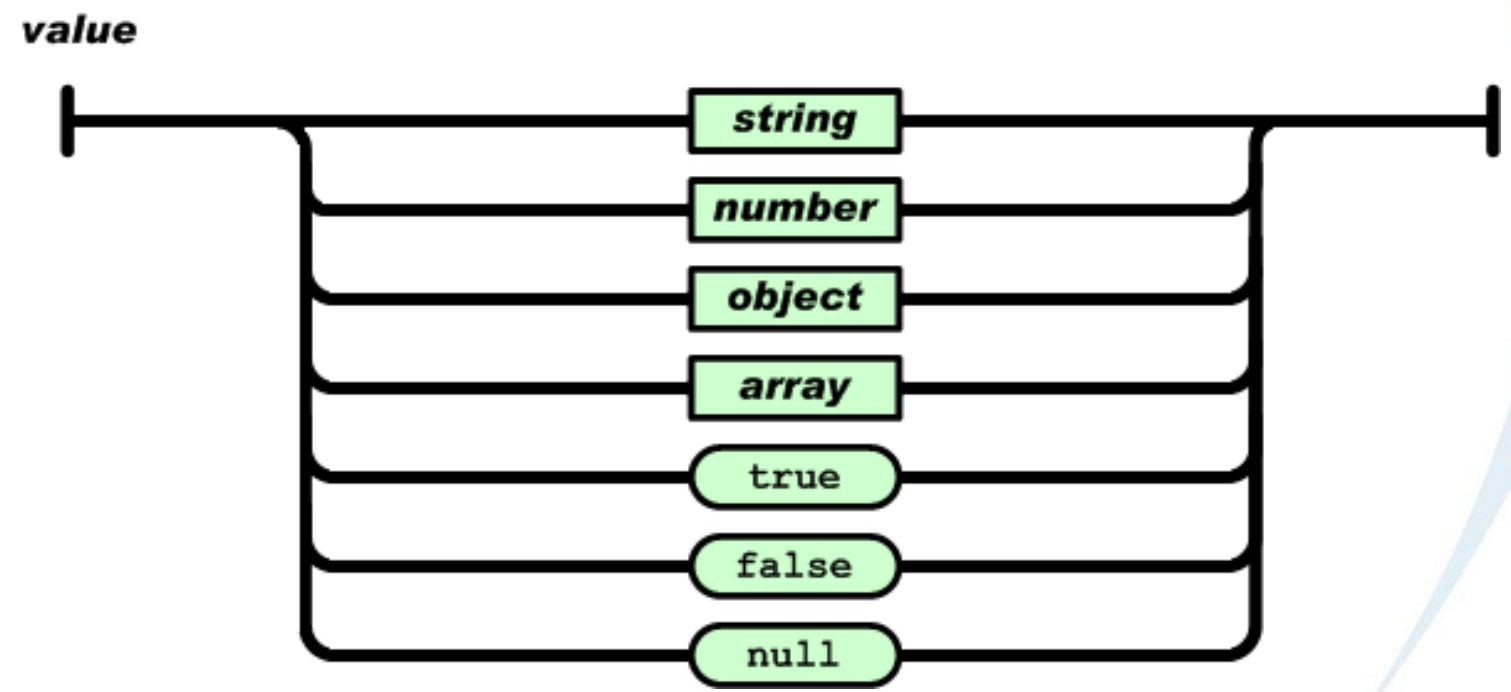 value
string
number
object
array
true
false
null